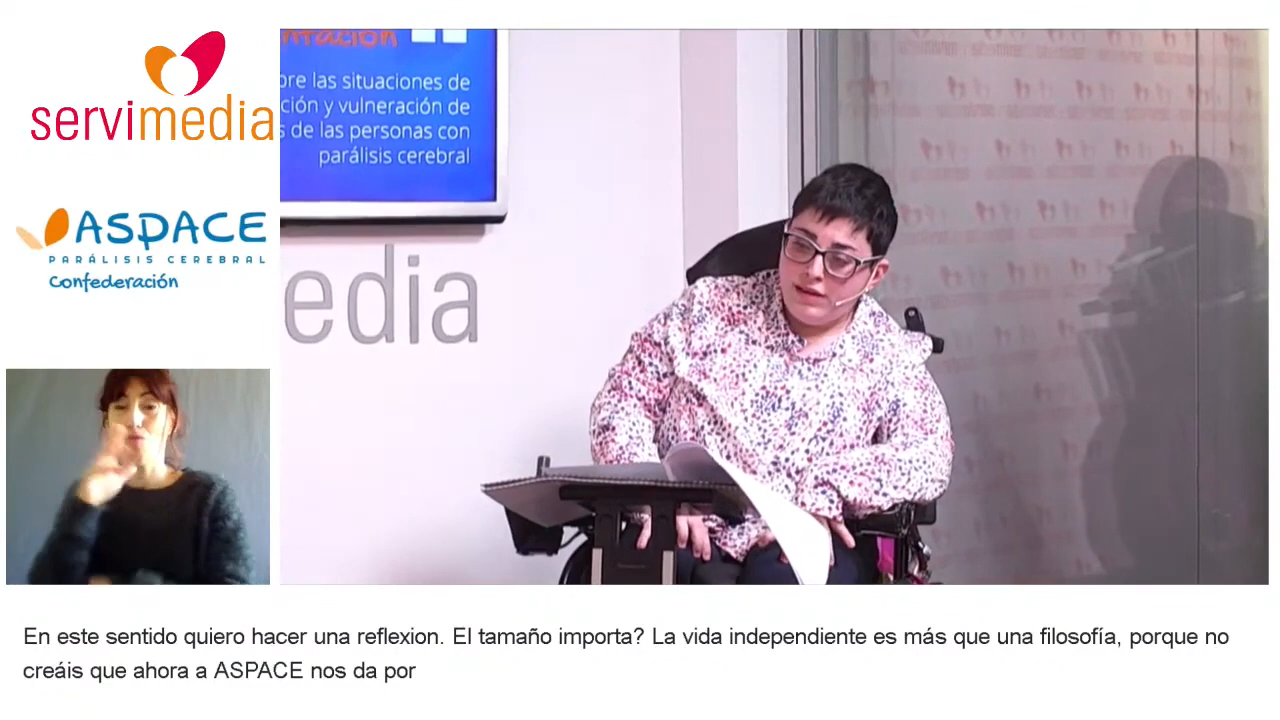 servimedia
ASPACE
PARÁLISIS CEREBRAL
Confederación
las situaciones de
y vulneración de
de las personas con
parálisis cerebral
edia
En este sentido quiero hacer una reflexion. El tamaño importa? La vida independiente es más que una filosofía, porque no
creáis que ahora a ASPACE nos da por